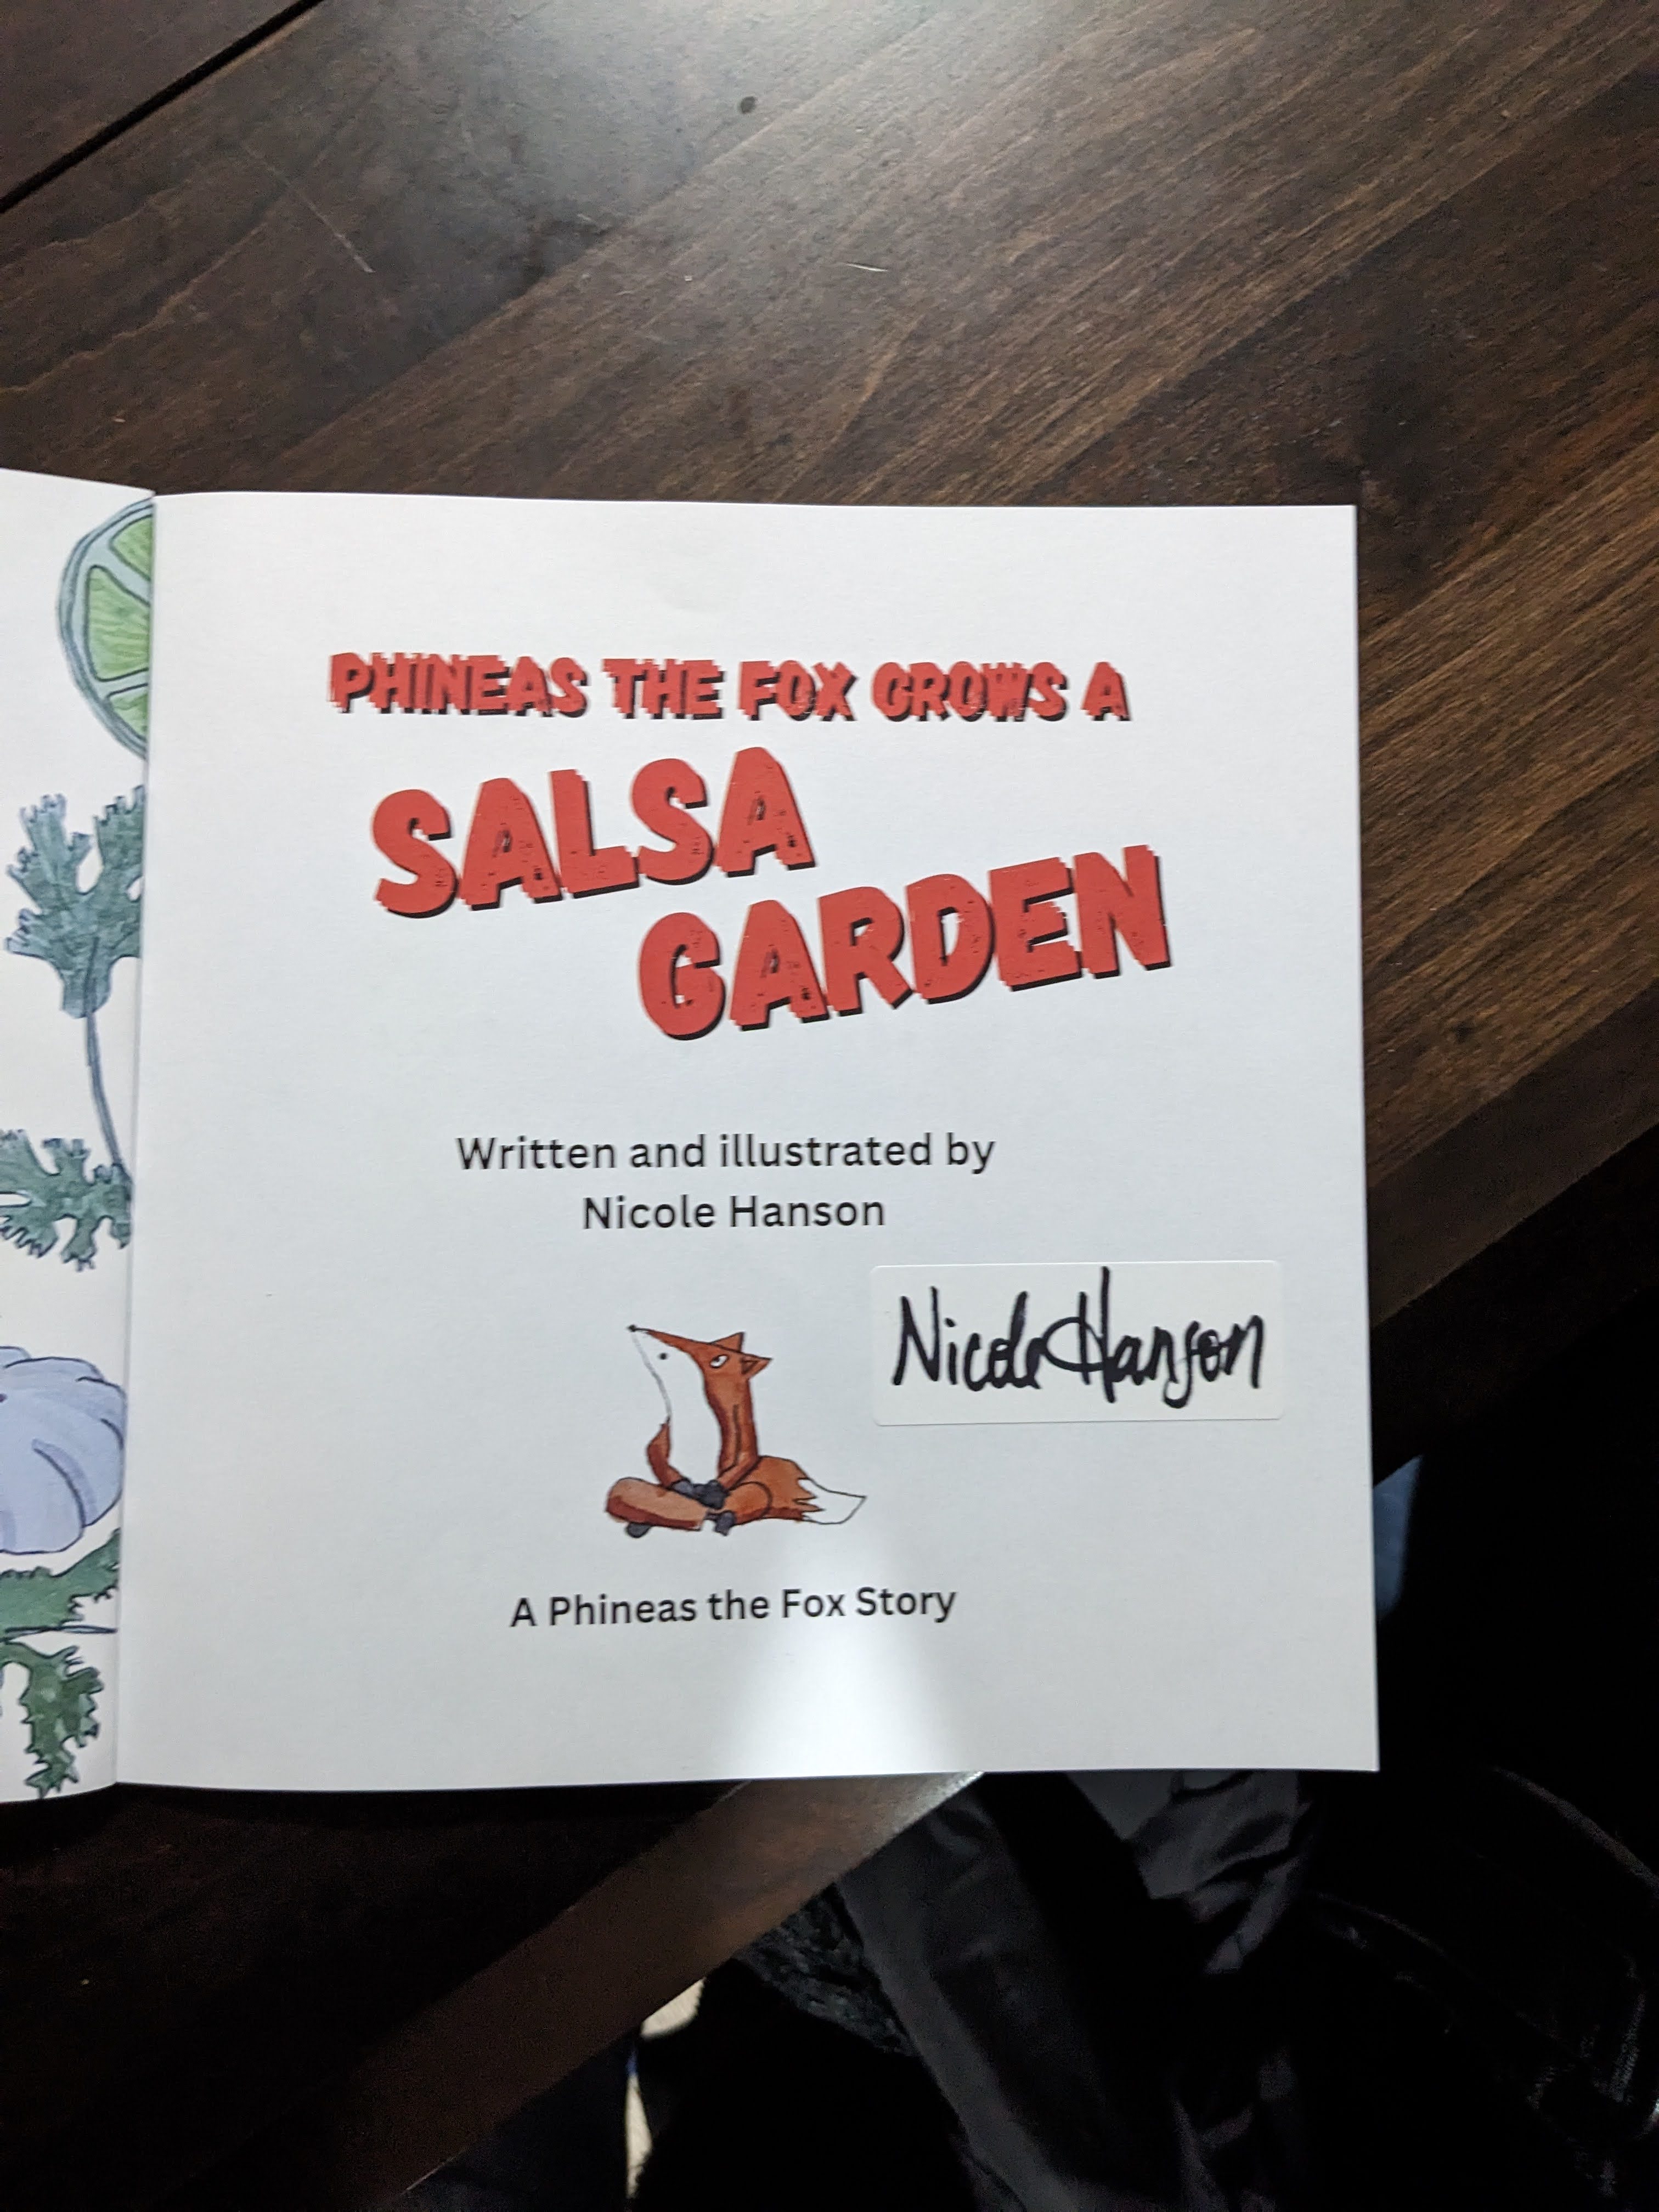 PHINEAS THE FOX GROWS A
SALSA
GARDEN
Written and illustrated by
Nicole Hanson
Nicole Hanson
A Phineas the Fox Story